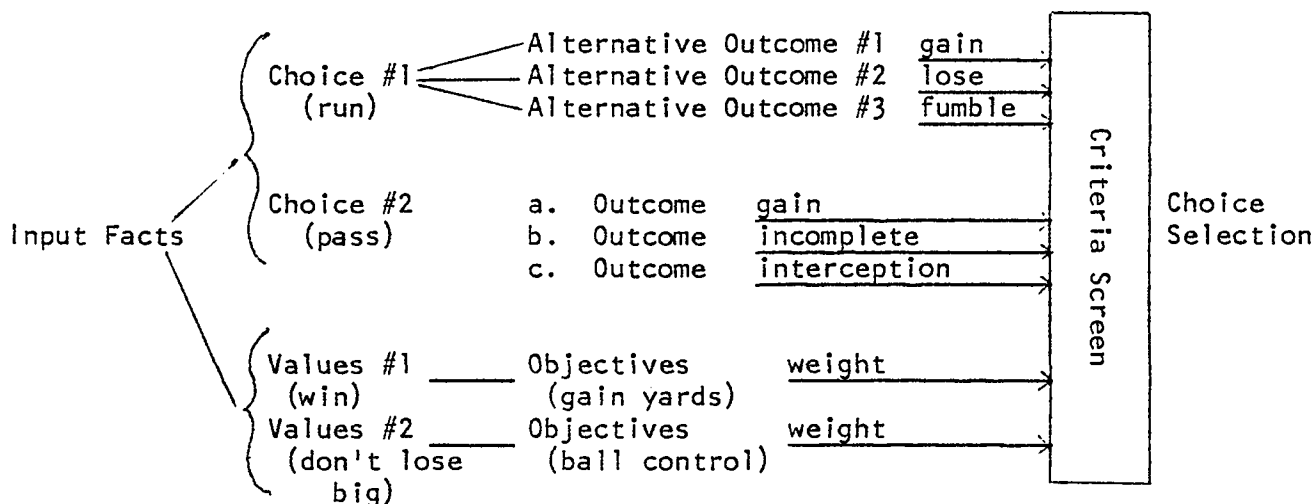 Alternative Outcome #1 gain
Choice #1 Alternative Outcome #2 lose
(run) Alternative Outcome #3 fumble
Choice #2 a. Outcome gain
(pass) b. Outcome incomplete
c. Outcome interception
Input Facts
Criteria Screen
Choice
Selection
Values #1 Objectives weight
(win) (gain yards)
Values #2 Objectives weight
(don't lose (ball control)
big)